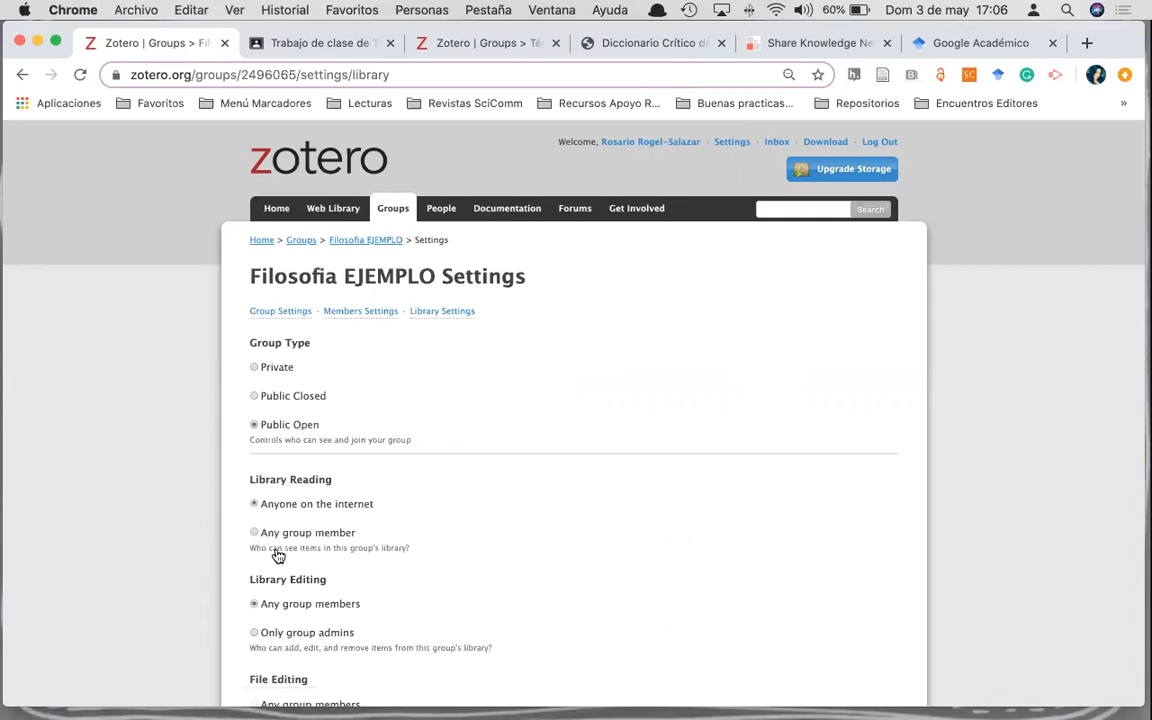 Chrome Archivo Editar Ver Historial Favoritos Personas Pestaña Ventana Ayuda 60% Dom 3 de may 17:06
Zotero | Groups > Fil Trabajo de clase de T Zotero | Groups > Té Diccionario Crítico de Share Knowledge Ne Google Académico
zotero.org/groups/2496065/settings/library
Aplicaciones Favoritos Menú Marcadores Lecturas Revistas SciComm Recursos Apoyo R... Buenas practicas... Repositorios Encuentros Editores »
zotero
Welcome, Rosario Rogel-Salazar · Settings · Inbox · Download · Log Out
Upgrade Storage
Home Web Library Groups People Documentation Forums Get Involved Search
Home > Groups > Filosofia EJEMPLO > Settings
Filosofia EJEMPLO Settings
Group Settings · Members Settings · Library Settings
Group Type
Private
Public Closed
Public Open
Controls who can see and join your group
Library Reading
Anyone on the internet
Any group member
Who can see items in this group's library?
Library Editing
Any group members
Only group admins
Who can add, edit, and remove items from this group's library?
File Editing
Any group members